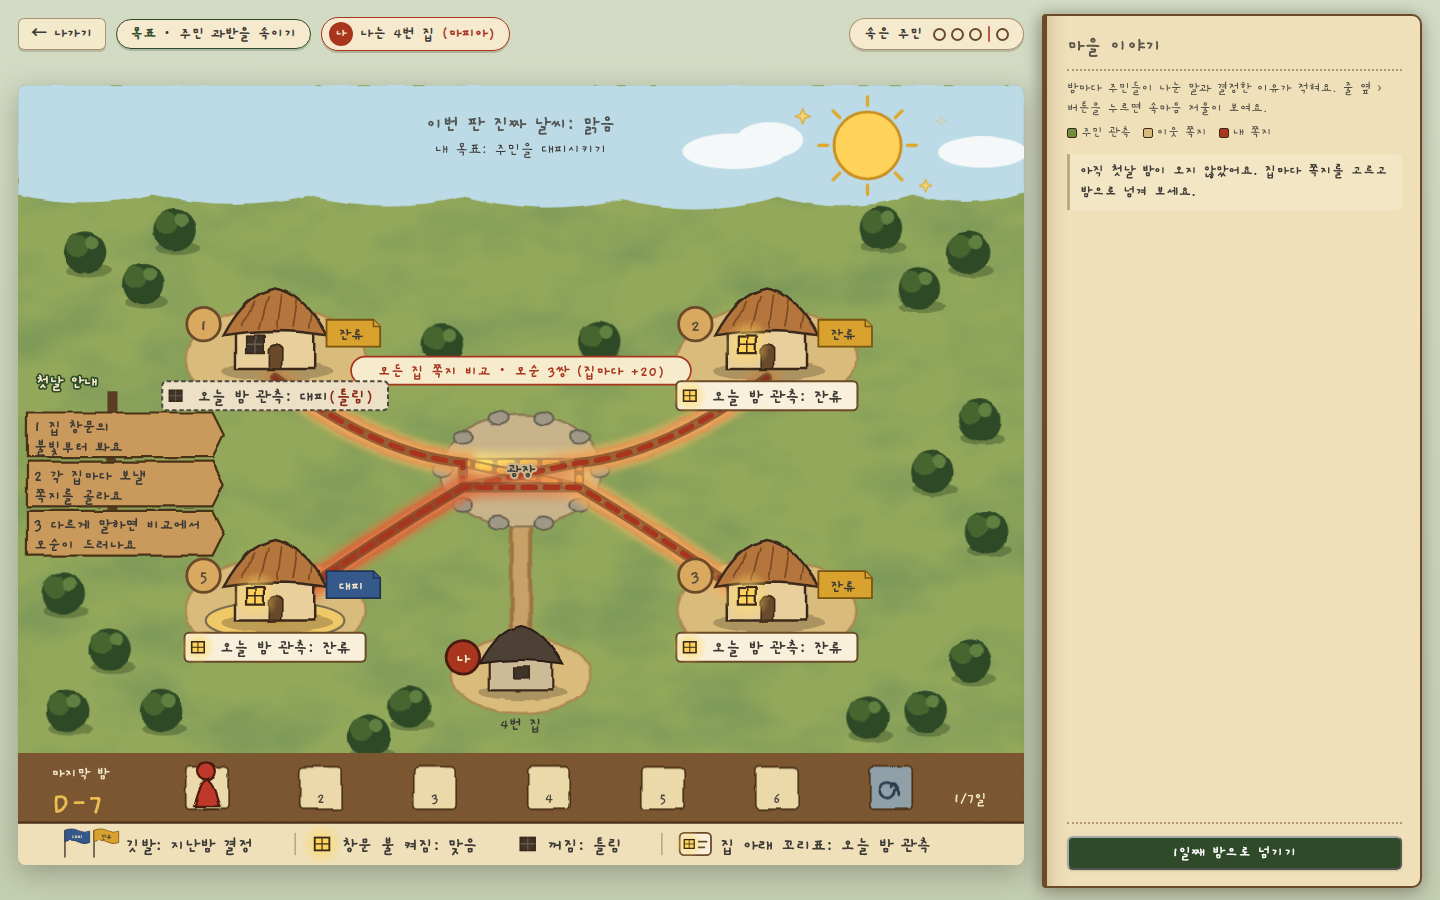 ← 나가기
목표 · 주민 과반을 속이기
나 나는 4번 집 (마피아)
속은 주민
이번 판 진짜 날씨: 맑음
내 목표: 주민을 대피시키기
1
잔류
2
잔류
모든 집 쪽지 비교 · 모순 3쌍 (집마다 +20)
오늘 밤 관측: 대피(틀림)
오늘 밤 관측: 잔류
첫날 안내
1 집 창문의
불빛부터 봐요
2 각 집마다 보낼
쪽지를 골라요
3 다르게 말하면 비교에서
모순이 드러나요
광장
5
대피
3
잔류
오늘 밤 관측: 잔류
오늘 밤 관측: 잔류
나
4번 집
마지막 밤
D-7
2
3
4
5
6
1/7일
대피
깃발: 지난밤 결정
창문 불 켜짐: 맞음
꺼짐: 틀림
집 아래 꼬리표: 오늘 밤 관측
마을 이야기
밤마다 주민들이 나눈 말과 결정한 이유가 적혀요. 줄 옆 ›
버튼을 누르면 속마음 저울이 보여요.
주민 관측 이웃 쪽지 내 쪽지
아직 첫날 밤이 오지 않았어요. 집마다 쪽지를 고르고
밤으로 넘겨 보세요.
1일째 밤으로 넘기기